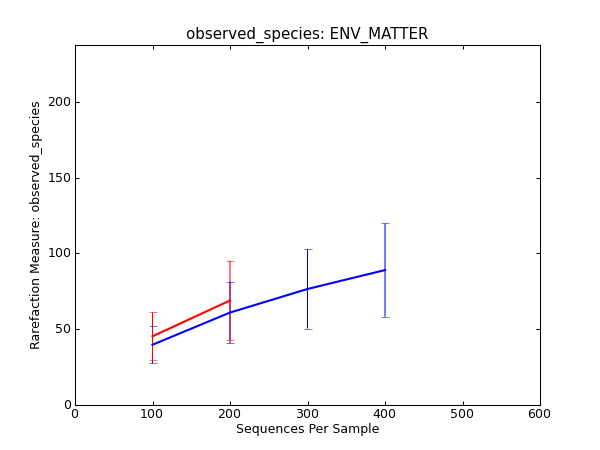 observed_species: ENV_MATTER
Rarefaction Measure: observed_species
200
150
100
50
0
0 100 200 300 400 500 600
Sequences Per Sample